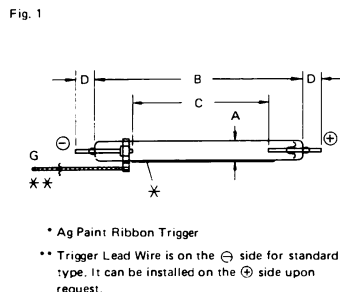 Fig. 1
D B D
C
A
⊖ ⊕
G
** *
* Ag Paint Ribbon Trigger
** Trigger Lead Wire is on the ⊖ side for standard
type. It can be installed on the ⊕ side upon
request.